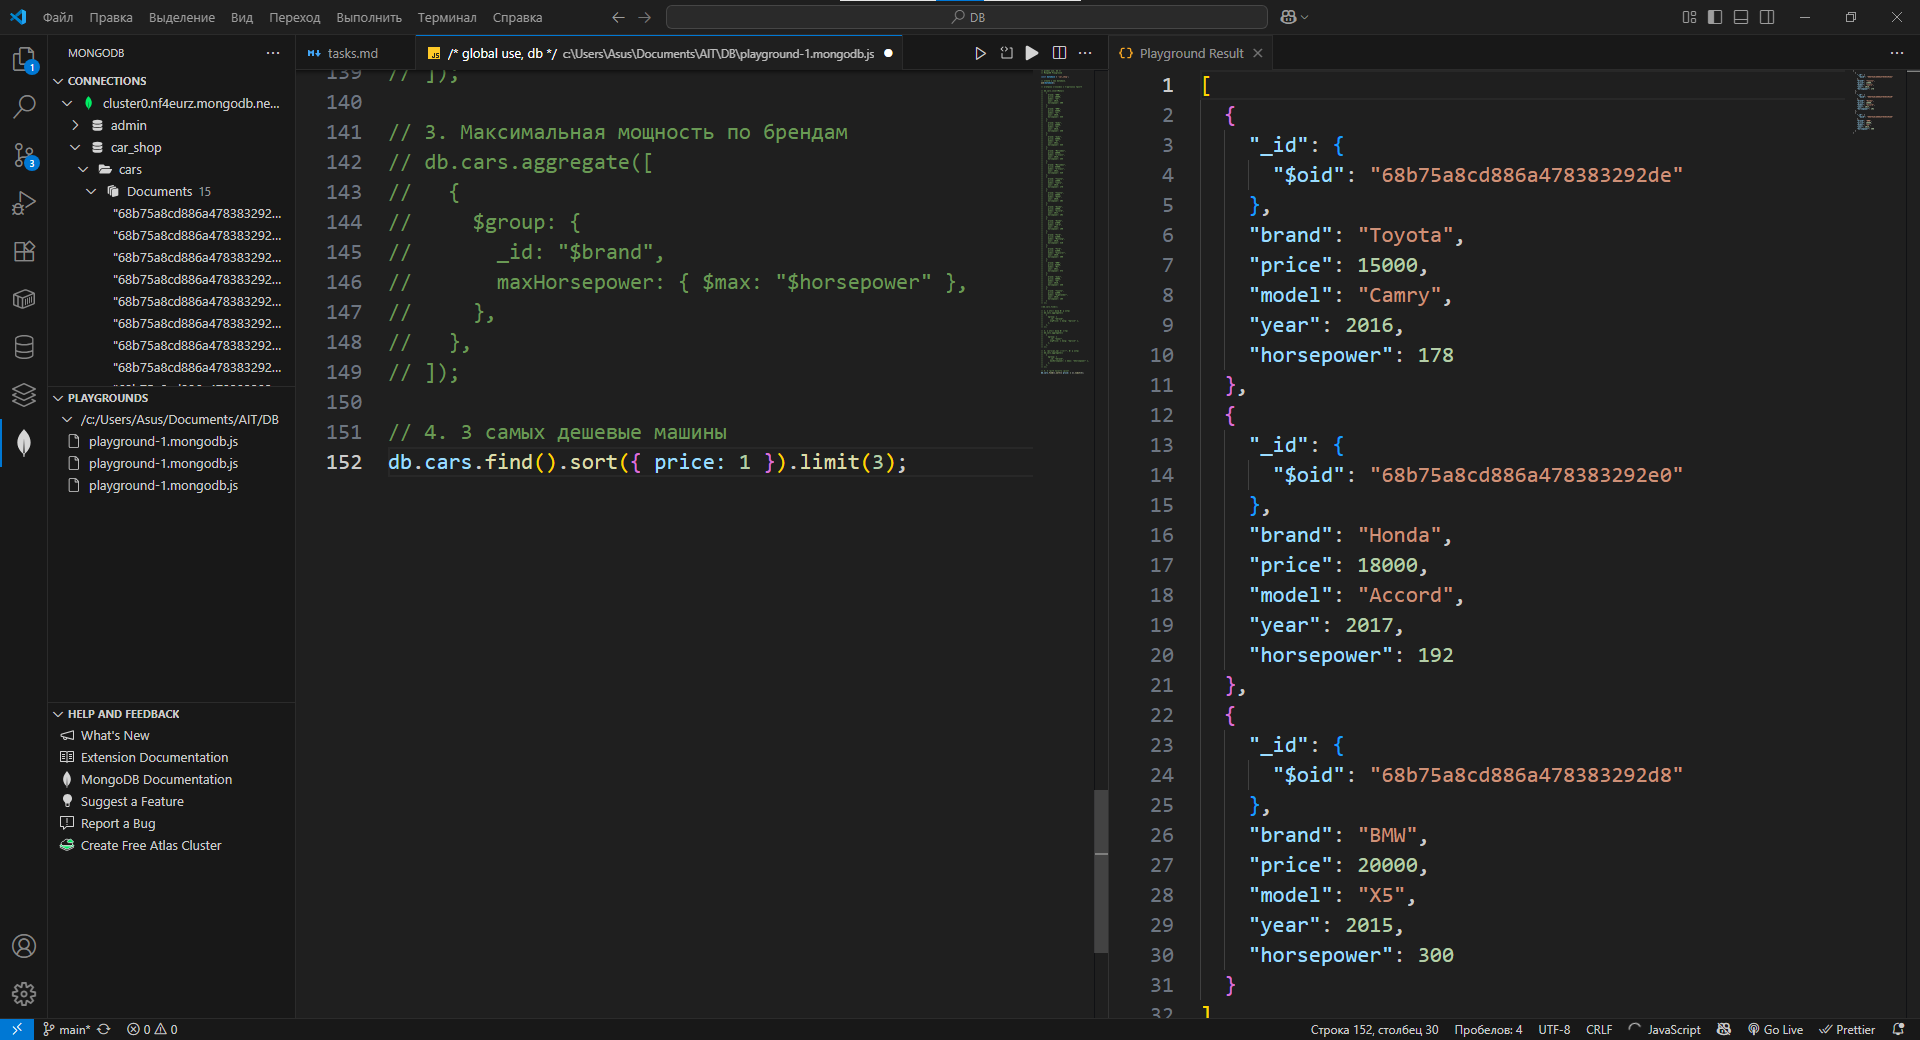 Файл Правка Выделение Вид Переход Выполнить Терминал Справка
DB
MONGODB
CONNECTIONS
cluster0.nf4eurz.mongodb.ne...
admin
car_shop
cars
Documents 15
"68b75a8cd886a478383292...
"68b75a8cd886a478383292...
"68b75a8cd886a478383292...
"68b75a8cd886a478383292...
"68b75a8cd886a478383292...
"68b75a8cd886a478383292...
"68b75a8cd886a478383292...
"68b75a8cd886a478383292...
PLAYGROUNDS
/c:/Users/Asus/Documents/AIT/DB
playground-1.mongodb.js
playground-1.mongodb.js
playground-1.mongodb.js
HELP AND FEEDBACK
What's New
Extension Documentation
MongoDB Documentation
Suggest a Feature
Report a Bug
Create Free Atlas Cluster
1
3
tasks.md
JS /* global use, db */ c:\Users\Asus\Documents\AIT\DB\playground-1.mongodb.js
139 // ]);
140
141 // 3. Максимальная мощность по брендам
142 // db.cars.aggregate([
143 //   {
144 //     $group: {
145 //       _id: "$brand",
146 //       maxHorsepower: { $max: "$horsepower" },
147 //     },
148 //   },
149 // ]);
150
151 // 4. 3 самых дешевые машины
152 db.cars.find().sort({ price: 1 }).limit(3);
Playground Result
1 [
2   {
3     "_id": {
4       "$oid": "68b75a8cd886a478383292de"
5     },
6     "brand": "Toyota",
7     "price": 15000,
8     "model": "Camry",
9     "year": 2016,
10     "horsepower": 178
11   },
12   {
13     "_id": {
14       "$oid": "68b75a8cd886a478383292e0"
15     },
16     "brand": "Honda",
17     "price": 18000,
18     "model": "Accord",
19     "year": 2017,
20     "horsepower": 192
21   },
22   {
23     "_id": {
24       "$oid": "68b75a8cd886a478383292d8"
25     },
26     "brand": "BMW",
27     "price": 20000,
28     "model": "X5",
29     "year": 2015,
30     "horsepower": 300
31   }
32 ]
main* 0 0 Строка 152, столбец 30 Пробелов: 4 UTF-8 CRLF JavaScript Go Live Prettier